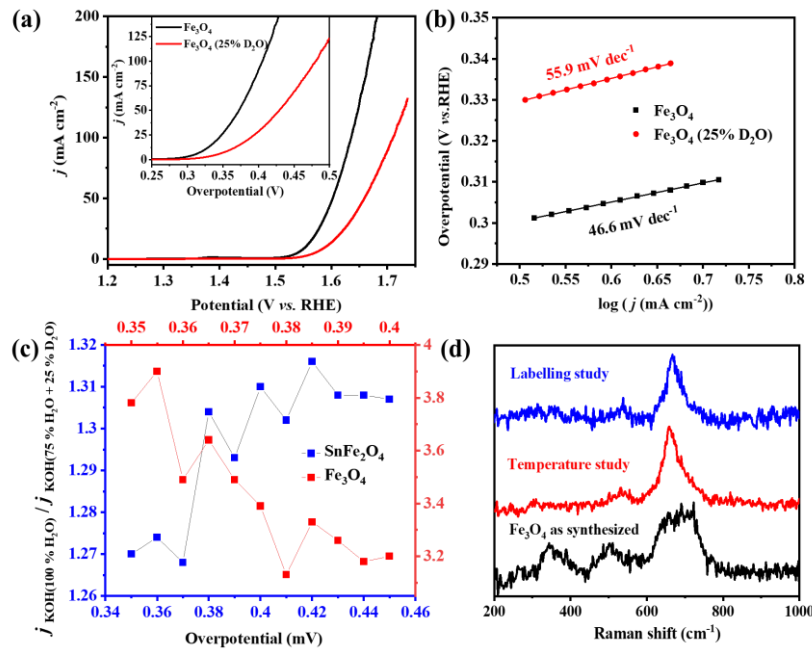 (a)
200
150
100
50
0
j (mA cm-2)
1.2 1.3 1.4 1.5 1.6 1.7
Potential (V vs. RHE)
Fe3O4
Fe3O4 (25% D2O)
125
100
75
50
25
0
j (mA cm-2)
0.25 0.3 0.35 0.4 0.45 0.5
Overpotential (V)
(b)
0.35
0.34
0.33
0.32
0.31
0.3
0.29
Overpotential (V vs.RHE)
55.9 mV dec-1
Fe3O4
Fe3O4 (25% D2O)
46.6 mV dec-1
0.5 0.55 0.6 0.65 0.7 0.75 0.8
log ( j (mA cm-2))
(c)
0.35 0.36 0.37 0.38 0.39 0.4
1.32
1.31
1.3
1.29
1.28
1.27
1.26
j KOH(100 % H2O) / j KOH(75 % H2O + 25 % D2O)
4
3.8
3.6
3.4
3.2
SnFe2O4
Fe3O4
0.34 0.36 0.38 0.4 0.42 0.44 0.46
Overpotential (mV)
(d)
Labelling study
Temperature study
Fe3O4 as synthesized
200 400 600 800 1000
Raman shift (cm-1)